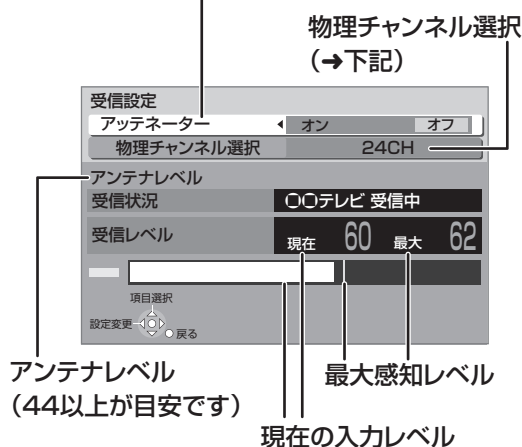 物理チャンネル選択
(➜下記)
受信設定
アッテネーター オン オフ
物理チャンネル選択 24CH
アンテナレベル
受信状況 〇〇テレビ 受信中
受信レベル 現在 60 最大 62
項目選択
設定変更 戻る
アンテナレベル
(44以上が目安です)
最大感知レベル
現在の入力レベル